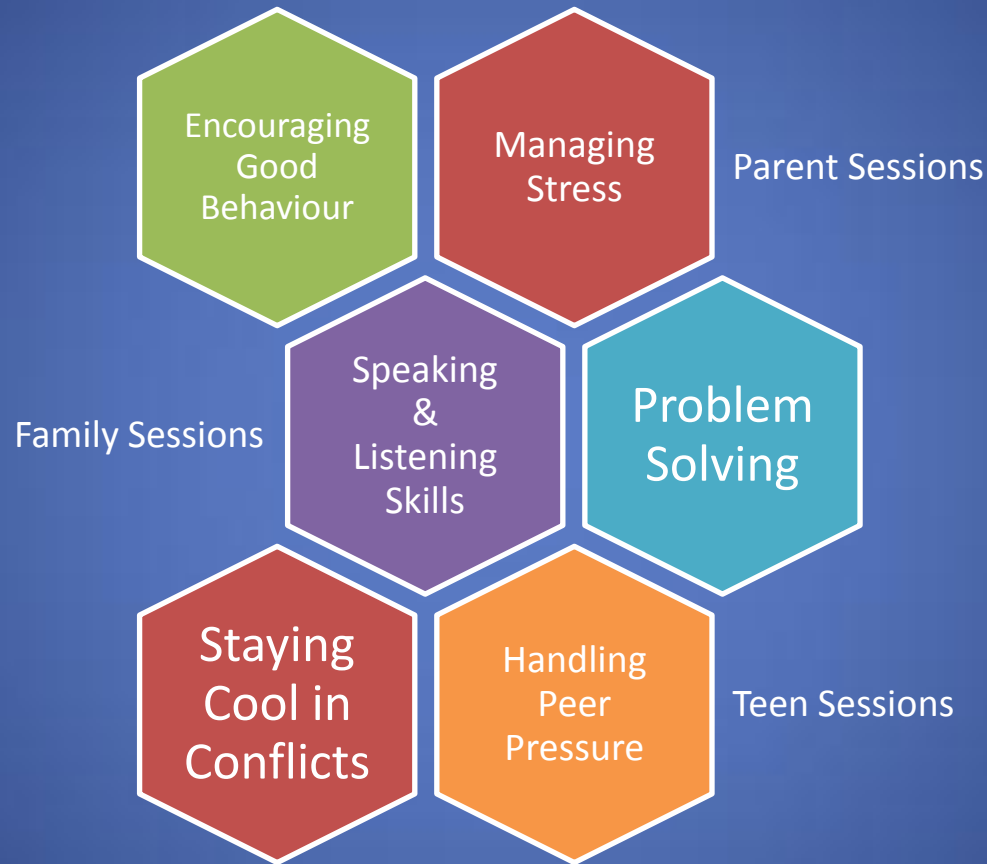 Encouraging
Good
Behaviour
Managing
Stress
Parent Sessions
Family Sessions
Speaking
&
Listening
Skills
Problem
Solving
Staying
Cool in
Conflicts
Handling
Peer
Pressure
Teen Sessions